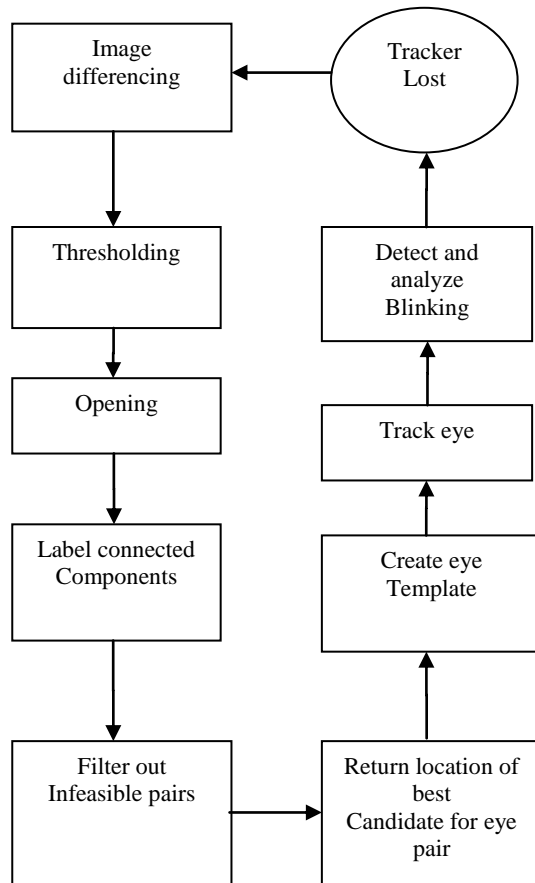 Image
differencing
Tracker
Lost
Thresholding
Detect and
analyze
Blinking
Opening
Track eye
Label connected
Components
Create eye
Template
Filter out
Infeasible pairs
Return location of
best
Candidate for eye
pair